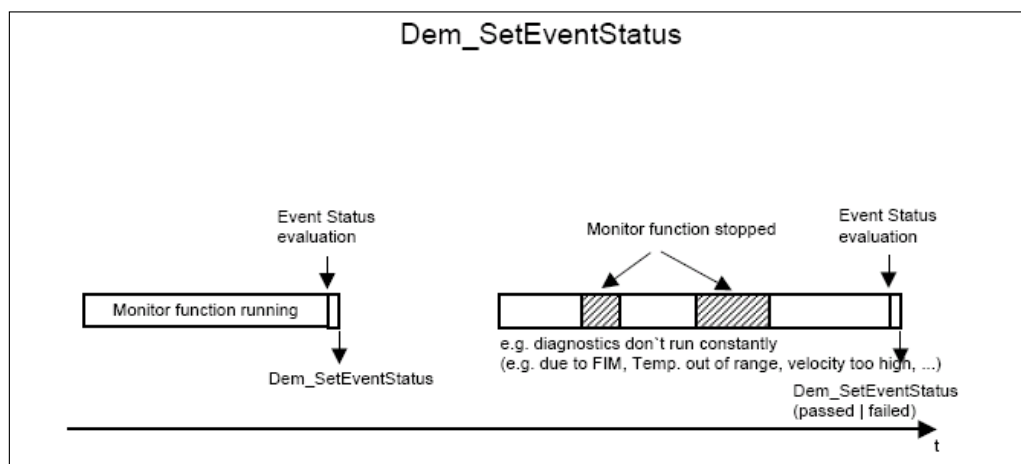 Dem_SetEventStatus
Event Status
evaluation
Monitor function running
Dem_SetEventStatus
Monitor function stopped
Event Status
evaluation
e.g. diagnostics don`t run constantly
(e.g. due to FIM, Temp. out of range, velocity too high, ...)
Dem_SetEventStatus
(passed | failed)
t